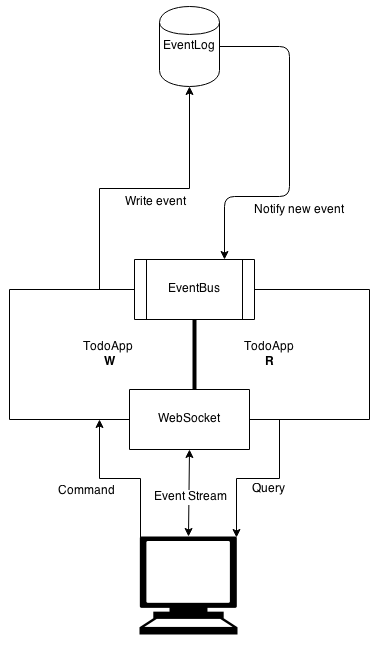 EventLog
Write event
Notify new event
EventBus
TodoApp
W
TodoApp
R
WebSocket
Command
Event Stream
Query